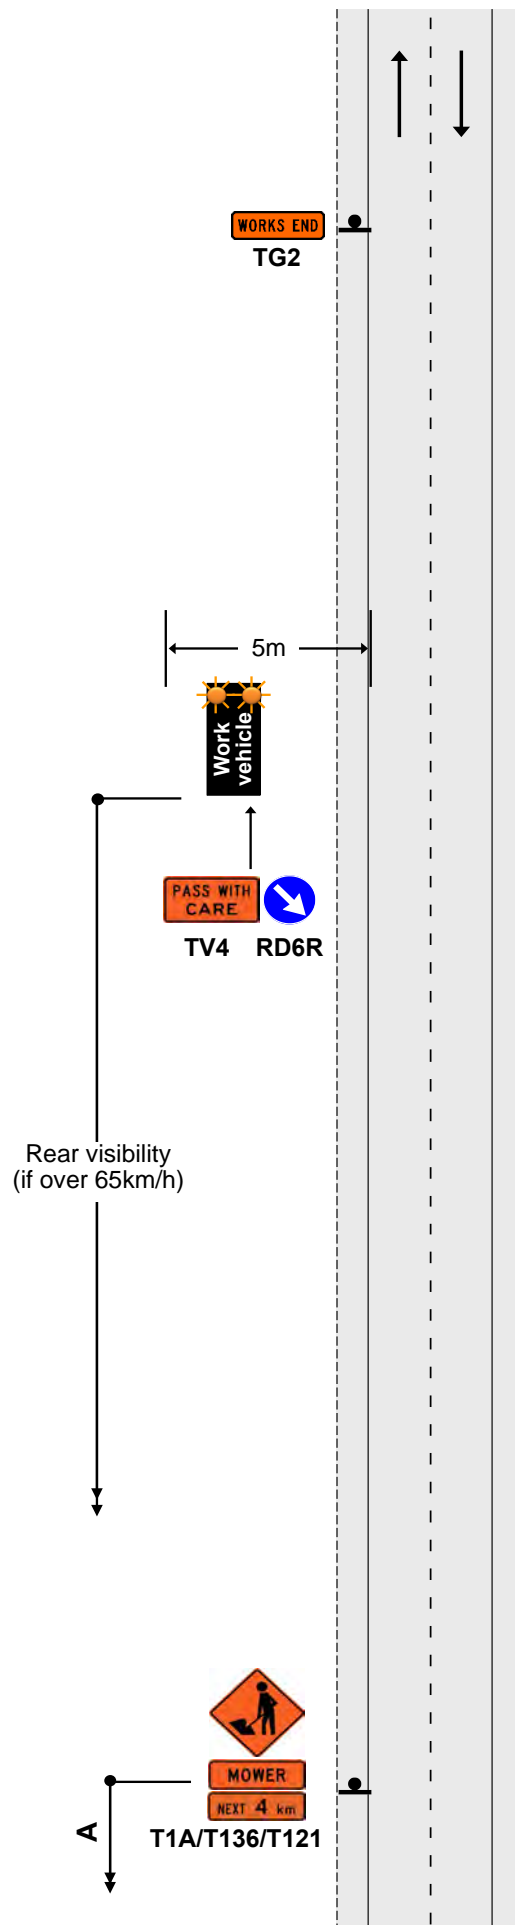 WORKS END
TG2
5m
Work
vehicle
PASS WITH
CARE
TV4 RD6R
Rear visibility
(if over 65km/h)
MOWER
NEXT 4 km
A
T1A/T136/T121